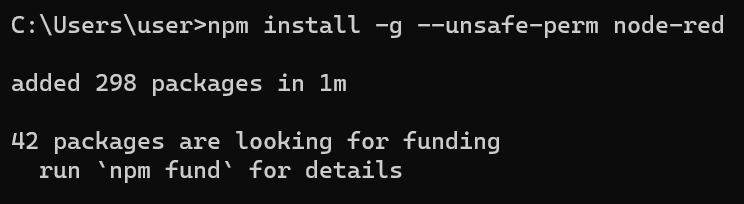 C:\Users\user>npm install -g --unsafe-perm node-red
added 298 packages in 1m
42 packages are looking for funding
  run `npm fund` for details